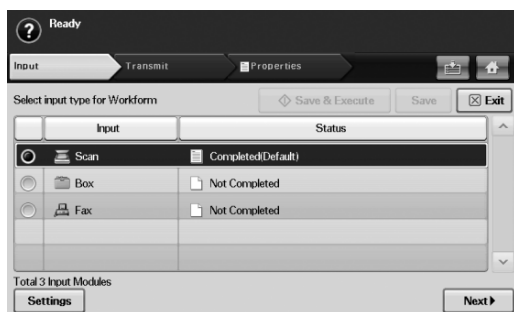 Ready
Input Transmit Properties
Select input type for Workform Save & Execute Save Exit
Input Status
Scan Completed(Default)
Box Not Completed
Fax Not Completed
Total 3 Input Modules
Settings Next